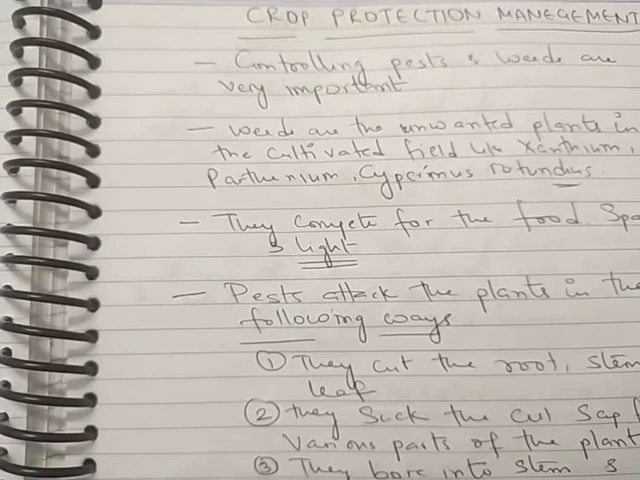 CROP PROTECTION MANEGEMENT
- Controlling pests & weeds are
very important
- weeds are the unwanted plants in
the cultivated field like Xanthium,
Parthenium, Cyperinus rotundus.
- They compete for the food Spa
& light
- Pests attack the plants in the
following ways
① They cut the root, stem
leaf
② they Suck the cell Sap f
Various parts of the plant
③ They bore into stem &